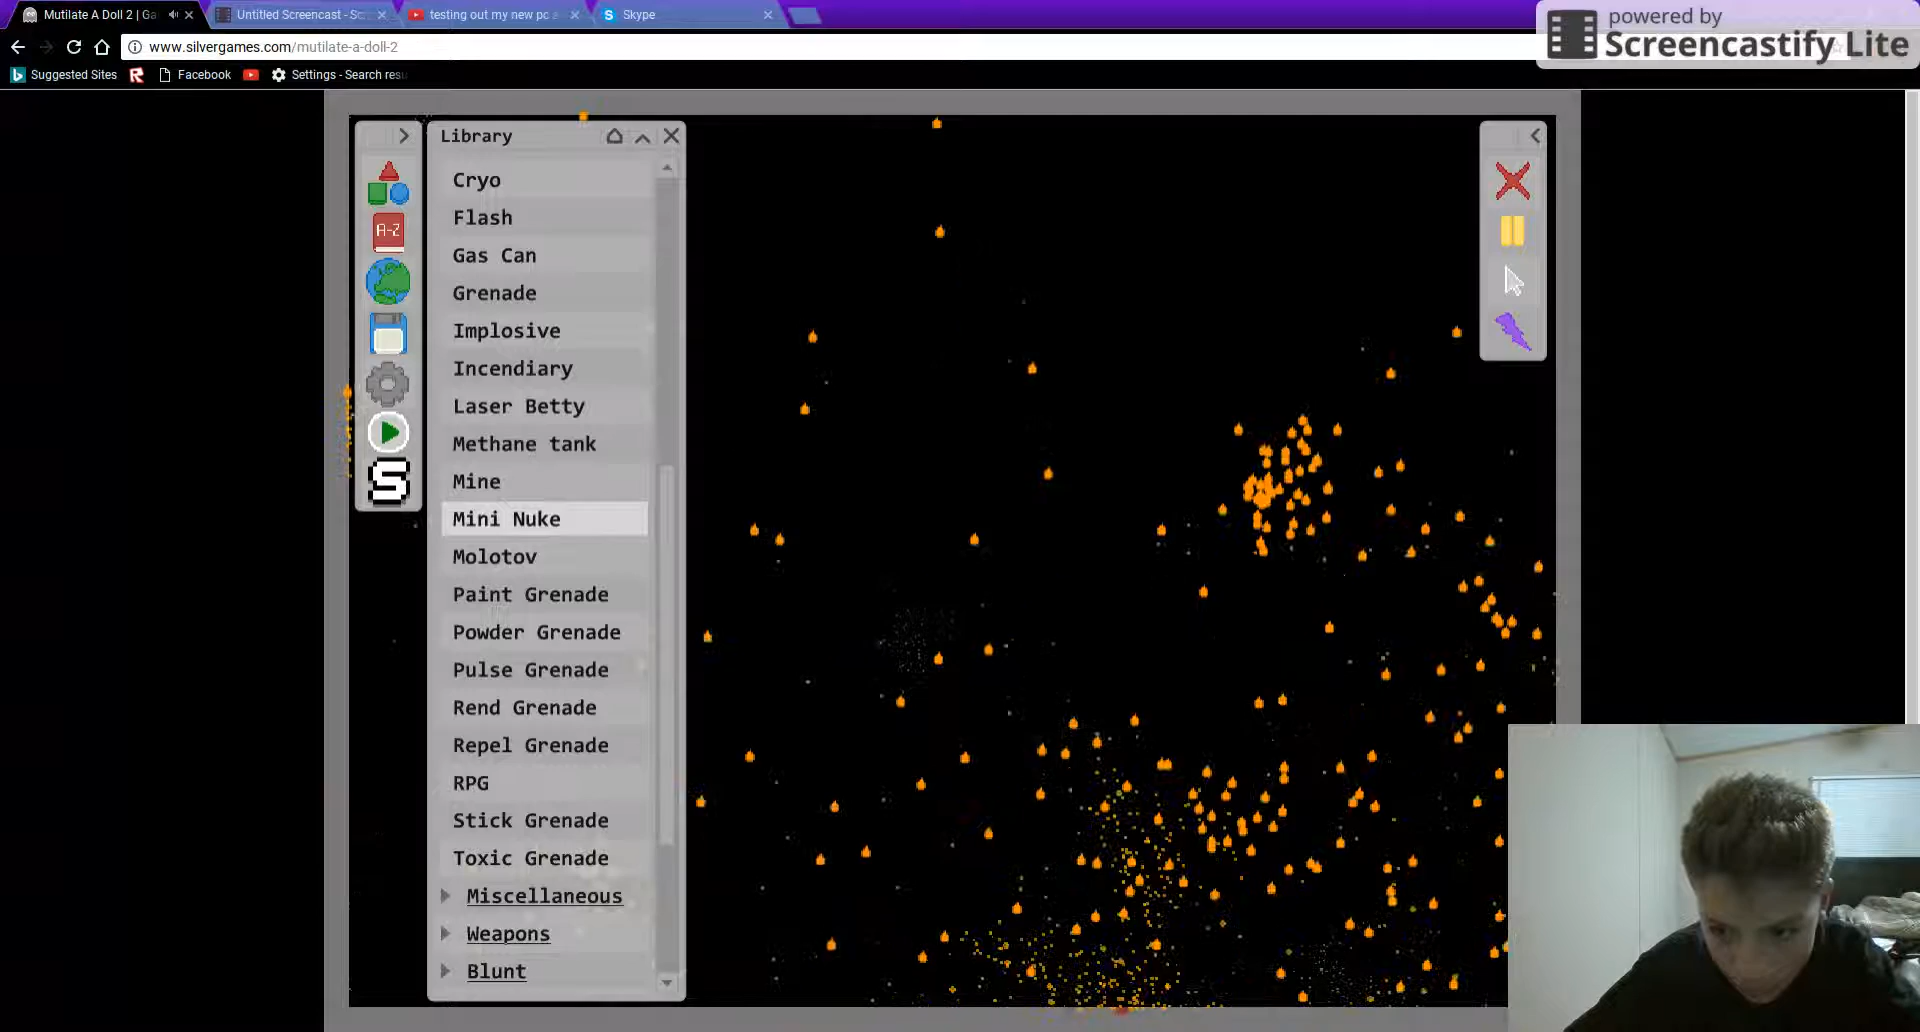 Mutilate A Doll 2 | Ga
Untitled Screencast - Sc
testing out my new pc a
Skype
www.silvergames.com/mutilate-a-doll-2
powered by
Screencastify Lite
Suggested Sites
Facebook
Settings - Search resu
Library
A-Z
Cryo
Flash
Gas Can
Grenade
Implosive
Incendiary
Laser Betty
Methane tank
Mine
Mini Nuke
Molotov
Paint Grenade
Powder Grenade
Pulse Grenade
Rend Grenade
Repel Grenade
RPG
Stick Grenade
Toxic Grenade
Miscellaneous
Weapons
Blunt